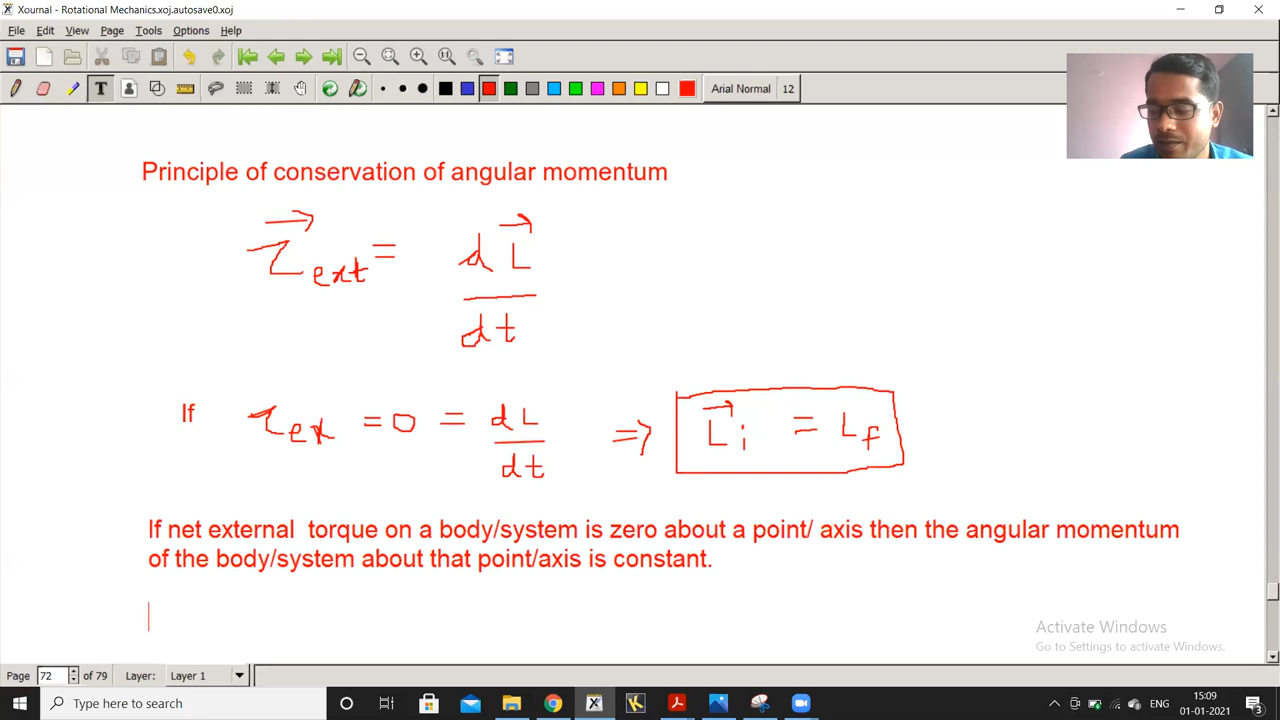 Xournal - Rotational Mechanics.xoj.autosave0.xoj
File Edit View Page Tools Options Help
Arial Normal 12
Principle of conservation of angular momentum
τ⃗ext = dL⃗/dt
If τex = 0 = dL/dt ⇒ L⃗i = Lf
If net external torque on a body/system is zero about a point/ axis then the angular momentum
of the body/system about that point/axis is constant.
Activate Windows
Go to Settings to activate Windows.
Page 72 of 79 Layer: Layer 1
Type here to search
ENG
15:09
01-01-2021
3